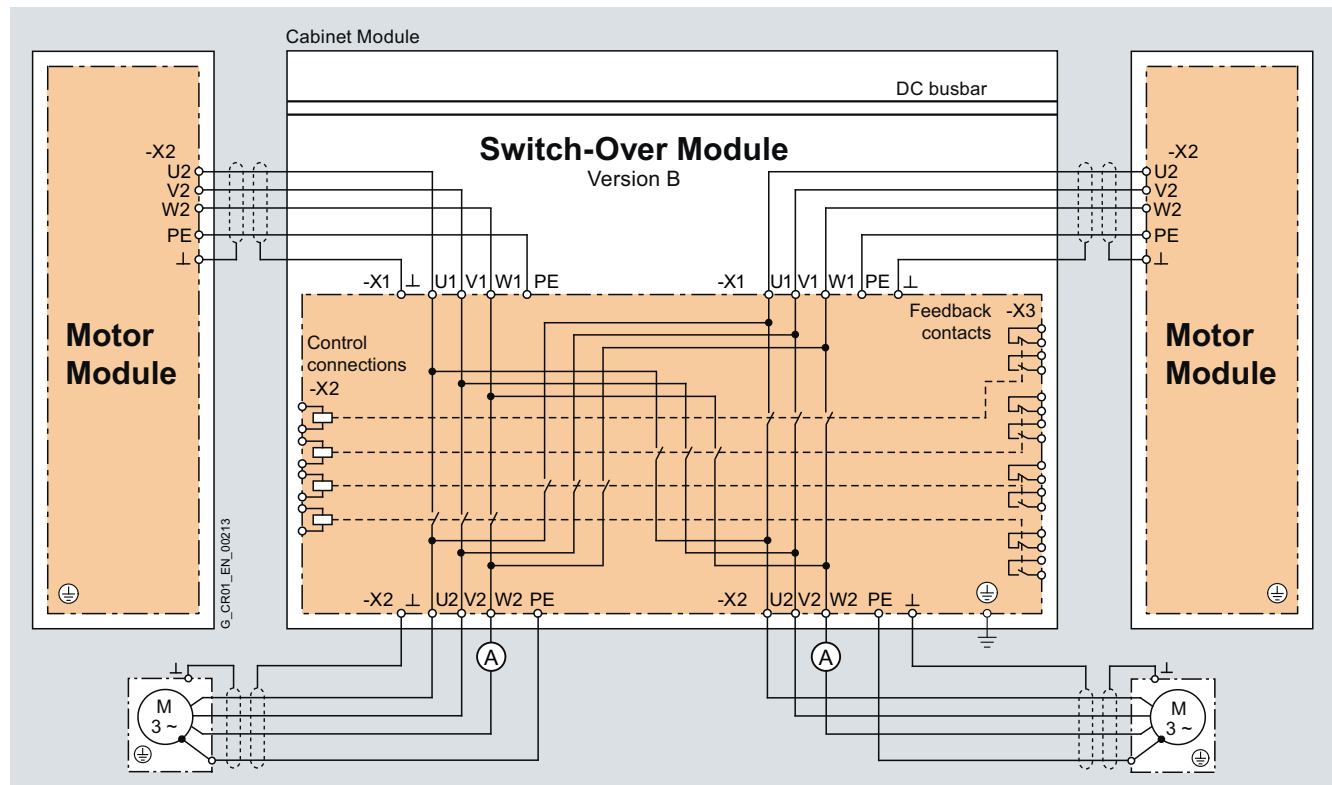 Cabinet Module
DC busbar
Switch-Over Module
Version B
-X2
U2
V2
W2
PE
⊥
-X2
U2
V2
W2
PE
⊥
Motor
Module
Motor
Module
-X1 ⊥ U1 V1 W1 PE
-X1 U1 V1 W1 PE ⊥
Control
connections
-X2
Feedback
contacts
-X3
-X2 ⊥ U2 V2 W2 PE
-X2 U2 V2 W2 PE ⊥
G_CR01_EN_00213
A
A
⊥
M
3 ~
⊥
M
3 ~